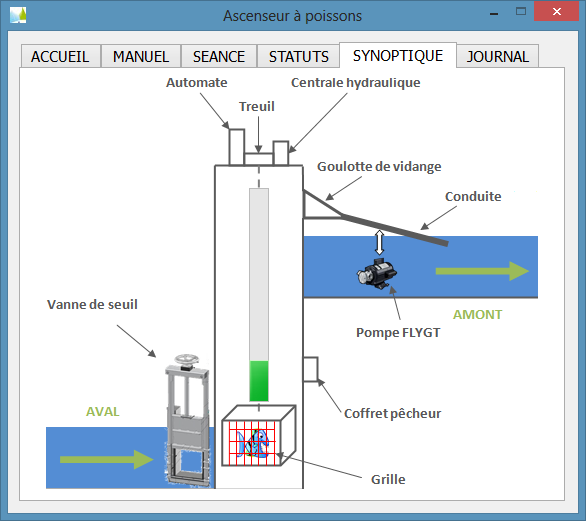 Ascenseur à poissons
ACCUEIL
MANUEL
SEANCE
STATUTS
SYNOPTIQUE
JOURNAL
Automate
Centrale hydraulique
Treuil
Goulotte de vidange
Conduite
Vanne de seuil
AMONT
Pompe FLYGT
AVAL
Coffret pêcheur
Grille